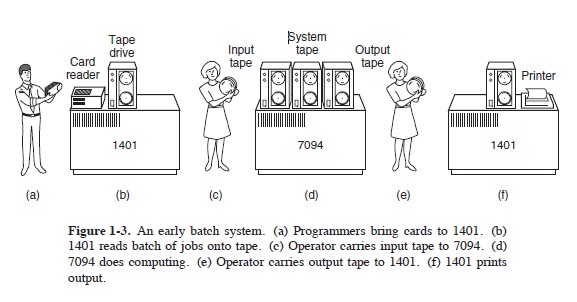 Tape
drive
Card
reader
Input
tape
System
tape
Output
tape
Printer
1401
7094
1401
(a)
(b)
(c)
(d)
(e)
(f)
Figure 1-3. An early batch system. (a) Programmers bring cards to 1401. (b)
1401 reads batch of jobs onto tape. (c) Operator carries input tape to 7094. (d)
7094 does computing. (e) Operator carries output tape to 1401. (f) 1401 prints
output.